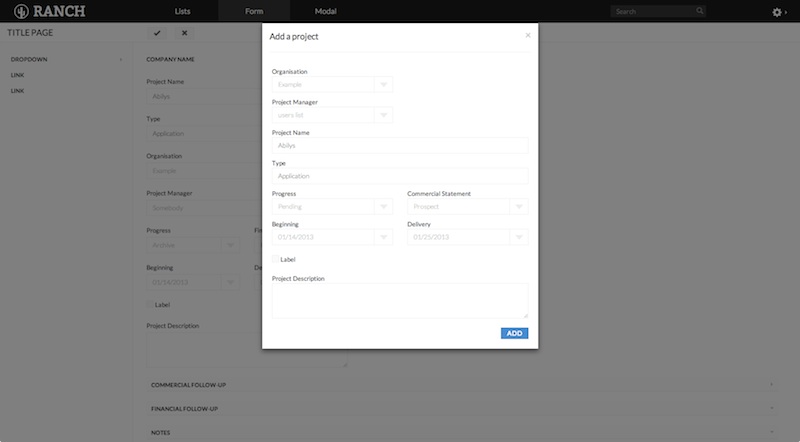 RANCH
Lists Form Modal Search
TITLE PAGE
DROPDOWN
LINK
LINK
COMPANY NAME
Project Name
Abilys
Type
Application
Organisation
Example
Project Manager
Somebody
Progress
Archive
Beginning
01/14/2013
Label
Project Description
COMMERCIAL FOLLOW-UP
FINANCIAL FOLLOW-UP
NOTES
Add a project
Organisation
Example
Project Manager
users list
Project Name
Abilys
Type
Application
Progress Commercial Statement
Pending Prospect
Beginning Delivery
01/14/2013 01/25/2013
Label
Project Description
ADD